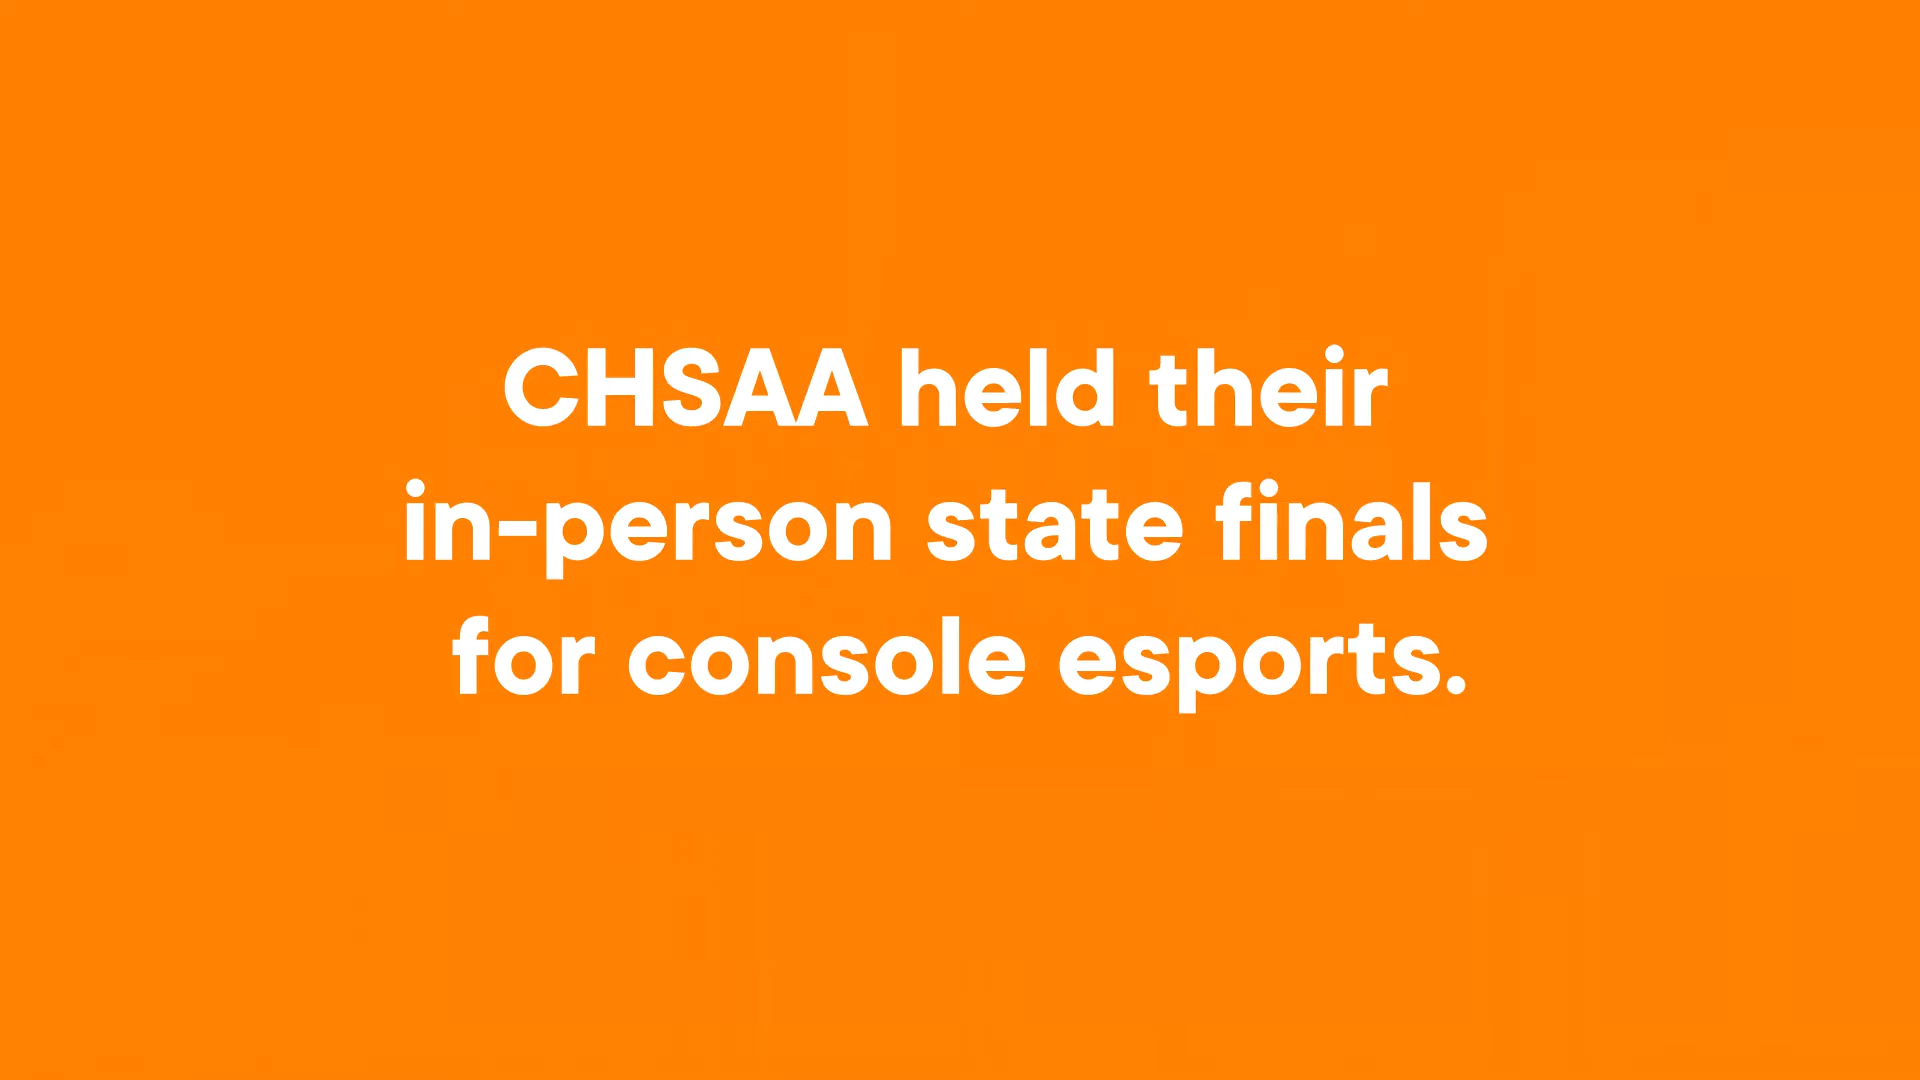 CHSAA held their
in-person state finals
for console esports.